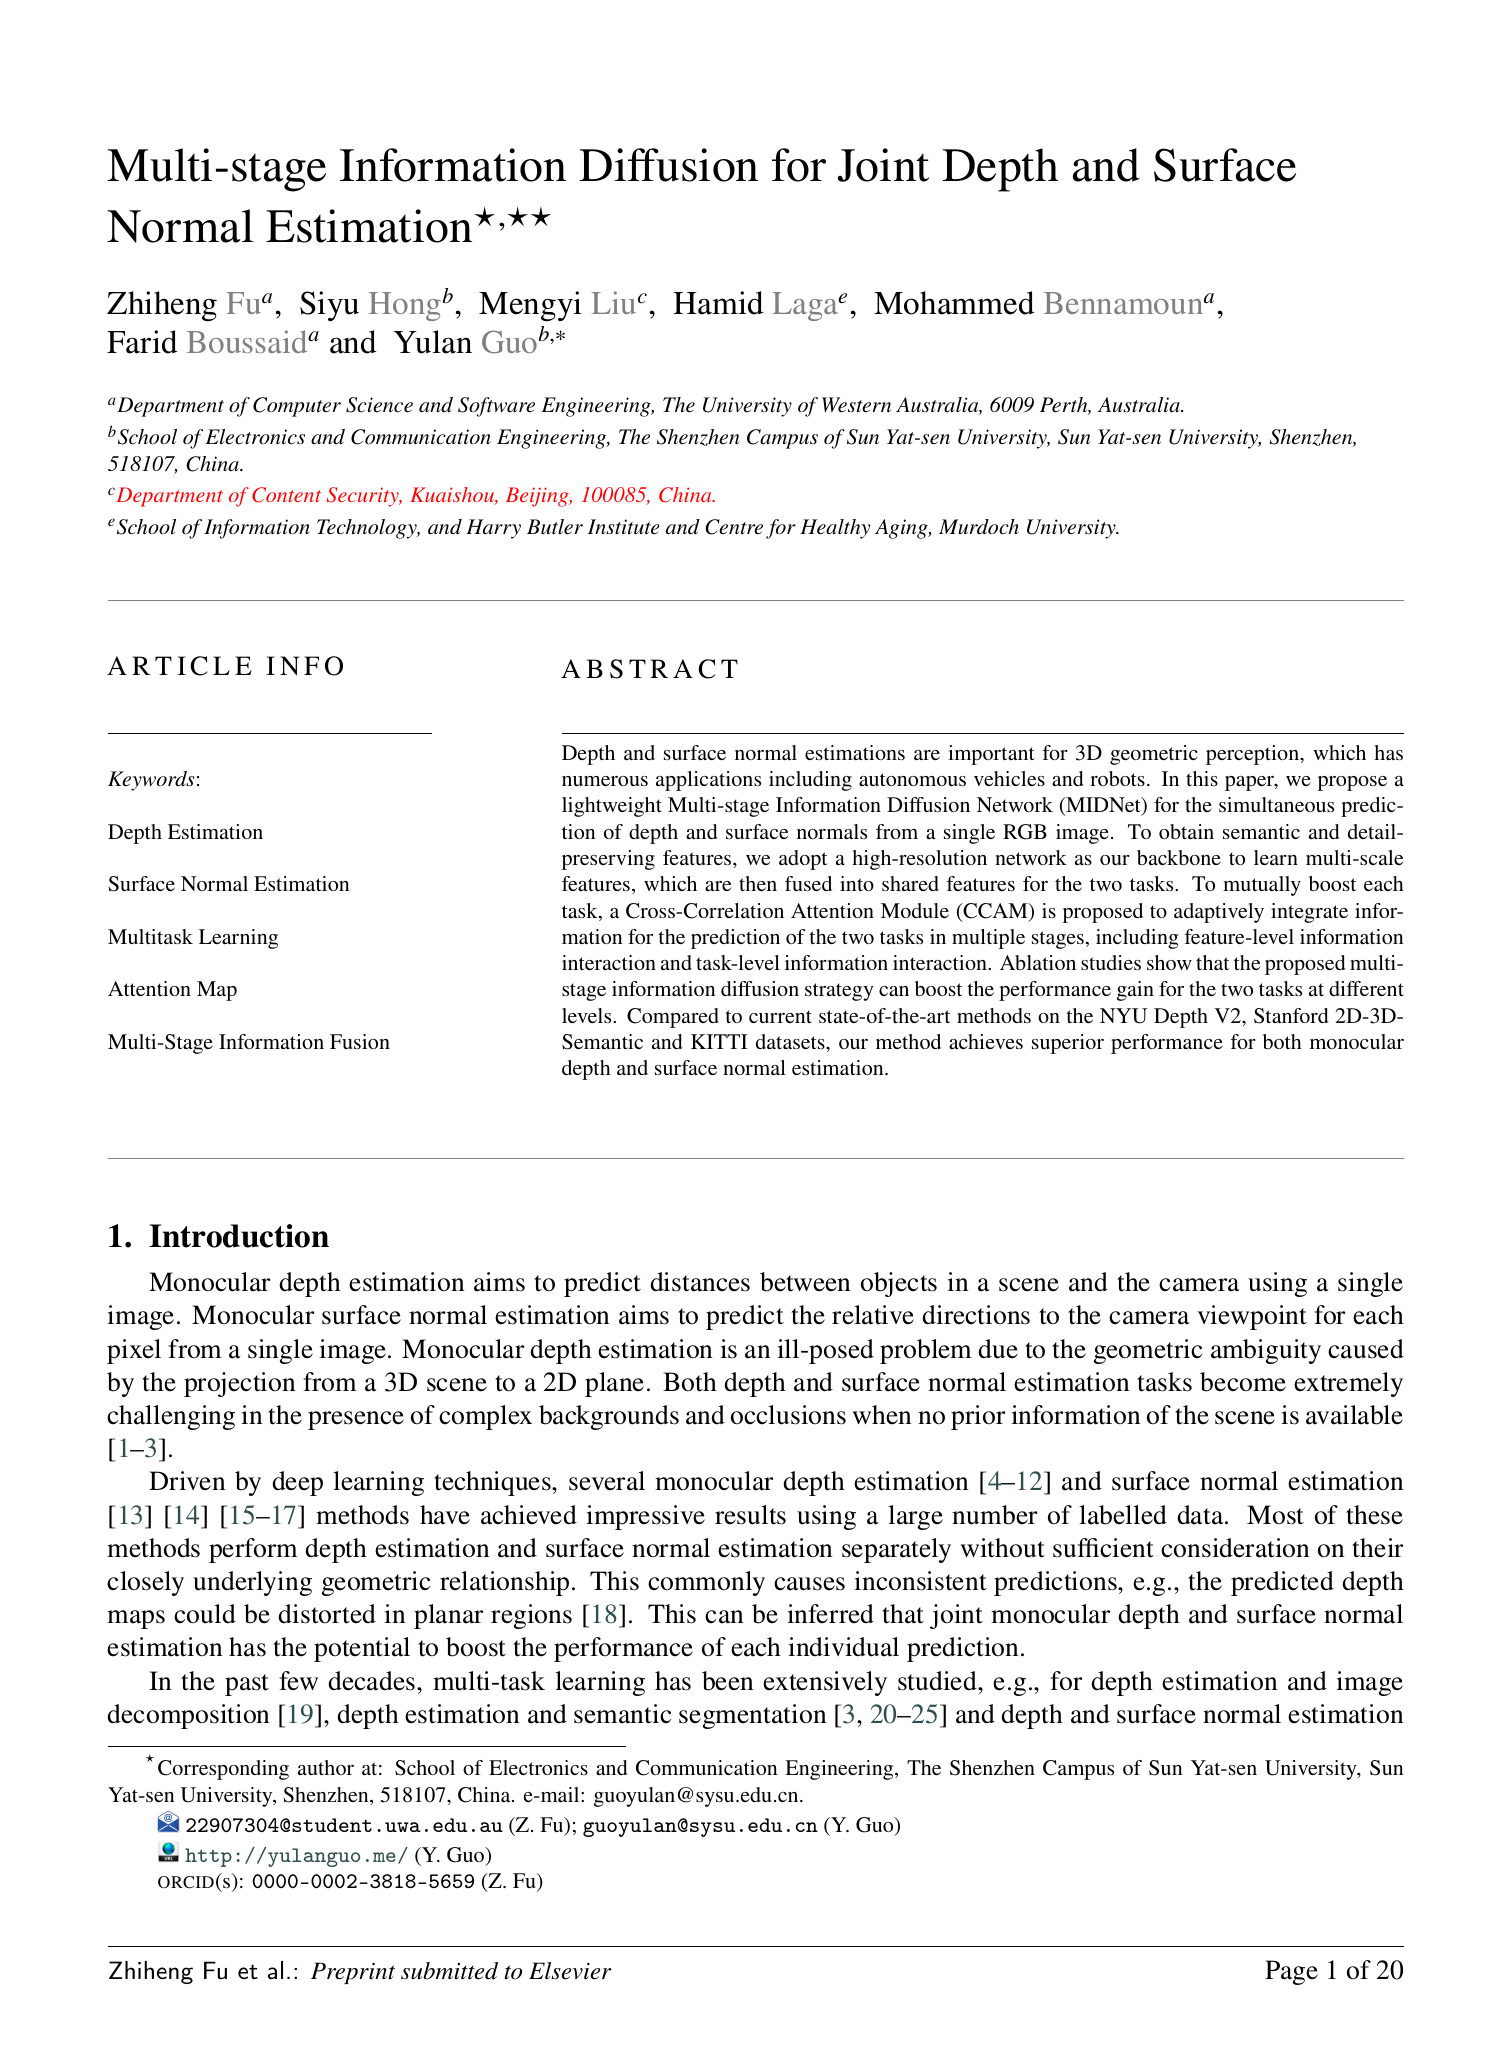 Multi-stage Information Diffusion for Joint Depth and Surface
Normal Estimation⋆,⋆⋆
Zhiheng Fuᵃ, Siyu Hongᵇ, Mengyi Liuᶜ, Hamid Lagaᵉ, Mohammed Bennamounᵃ,
Farid Boussaidᵃ and Yulan Guoᵇ,∗
ᵃDepartment of Computer Science and Software Engineering, The University of Western Australia, 6009 Perth, Australia.
ᵇSchool of Electronics and Communication Engineering, The Shenzhen Campus of Sun Yat-sen University, Sun Yat-sen University, Shenzhen,
518107, China.
ᶜDepartment of Content Security, Kuaishou, Beijing, 100085, China.
ᵉSchool of Information Technology, and Harry Butler Institute and Centre for Healthy Aging, Murdoch University.
ARTICLE INFO
Keywords:
Depth Estimation
Surface Normal Estimation
Multitask Learning
Attention Map
Multi-Stage Information Fusion
ABSTRACT
Depth and surface normal estimations are important for 3D geometric perception, which has
numerous applications including autonomous vehicles and robots. In this paper, we propose a
lightweight Multi-stage Information Diffusion Network (MIDNet) for the simultaneous predic-
tion of depth and surface normals from a single RGB image. To obtain semantic and detail-
preserving features, we adopt a high-resolution network as our backbone to learn multi-scale
features, which are then fused into shared features for the two tasks. To mutually boost each
task, a Cross-Correlation Attention Module (CCAM) is proposed to adaptively integrate infor-
mation for the prediction of the two tasks in multiple stages, including feature-level information
interaction and task-level information interaction. Ablation studies show that the proposed multi-
stage information diffusion strategy can boost the performance gain for the two tasks at different
levels. Compared to current state-of-the-art methods on the NYU Depth V2, Stanford 2D-3D-
Semantic and KITTI datasets, our method achieves superior performance for both monocular
depth and surface normal estimation.
1. Introduction
Monocular depth estimation aims to predict distances between objects in a scene and the camera using a single
image. Monocular surface normal estimation aims to predict the relative directions to the camera viewpoint for each
pixel from a single image. Monocular depth estimation is an ill-posed problem due to the geometric ambiguity caused
by the projection from a 3D scene to a 2D plane. Both depth and surface normal estimation tasks become extremely
challenging in the presence of complex backgrounds and occlusions when no prior information of the scene is available
[1–3].
Driven by deep learning techniques, several monocular depth estimation [4–12] and surface normal estimation
[13] [14] [15–17] methods have achieved impressive results using a large number of labelled data. Most of these
methods perform depth estimation and surface normal estimation separately without sufficient consideration on their
closely underlying geometric relationship. This commonly causes inconsistent predictions, e.g., the predicted depth
maps could be distorted in planar regions [18]. This can be inferred that joint monocular depth and surface normal
estimation has the potential to boost the performance of each individual prediction.
In the past few decades, multi-task learning has been extensively studied, e.g., for depth estimation and image
decomposition [19], depth estimation and semantic segmentation [3, 20–25] and depth and surface normal estimation
⋆Corresponding author at: School of Electronics and Communication Engineering, The Shenzhen Campus of Sun Yat-sen University, Sun
Yat-sen University, Shenzhen, 518107, China. e-mail: guoyulan@sysu.edu.cn.
22907304@student.uwa.edu.au (Z. Fu); guoyulan@sysu.edu.cn (Y. Guo)
http://yulanguo.me/ (Y. Guo)
ORCID(s): 0000-0002-3818-5659 (Z. Fu)
Zhiheng Fu et al.: Preprint submitted to Elsevier
Page 1 of 20